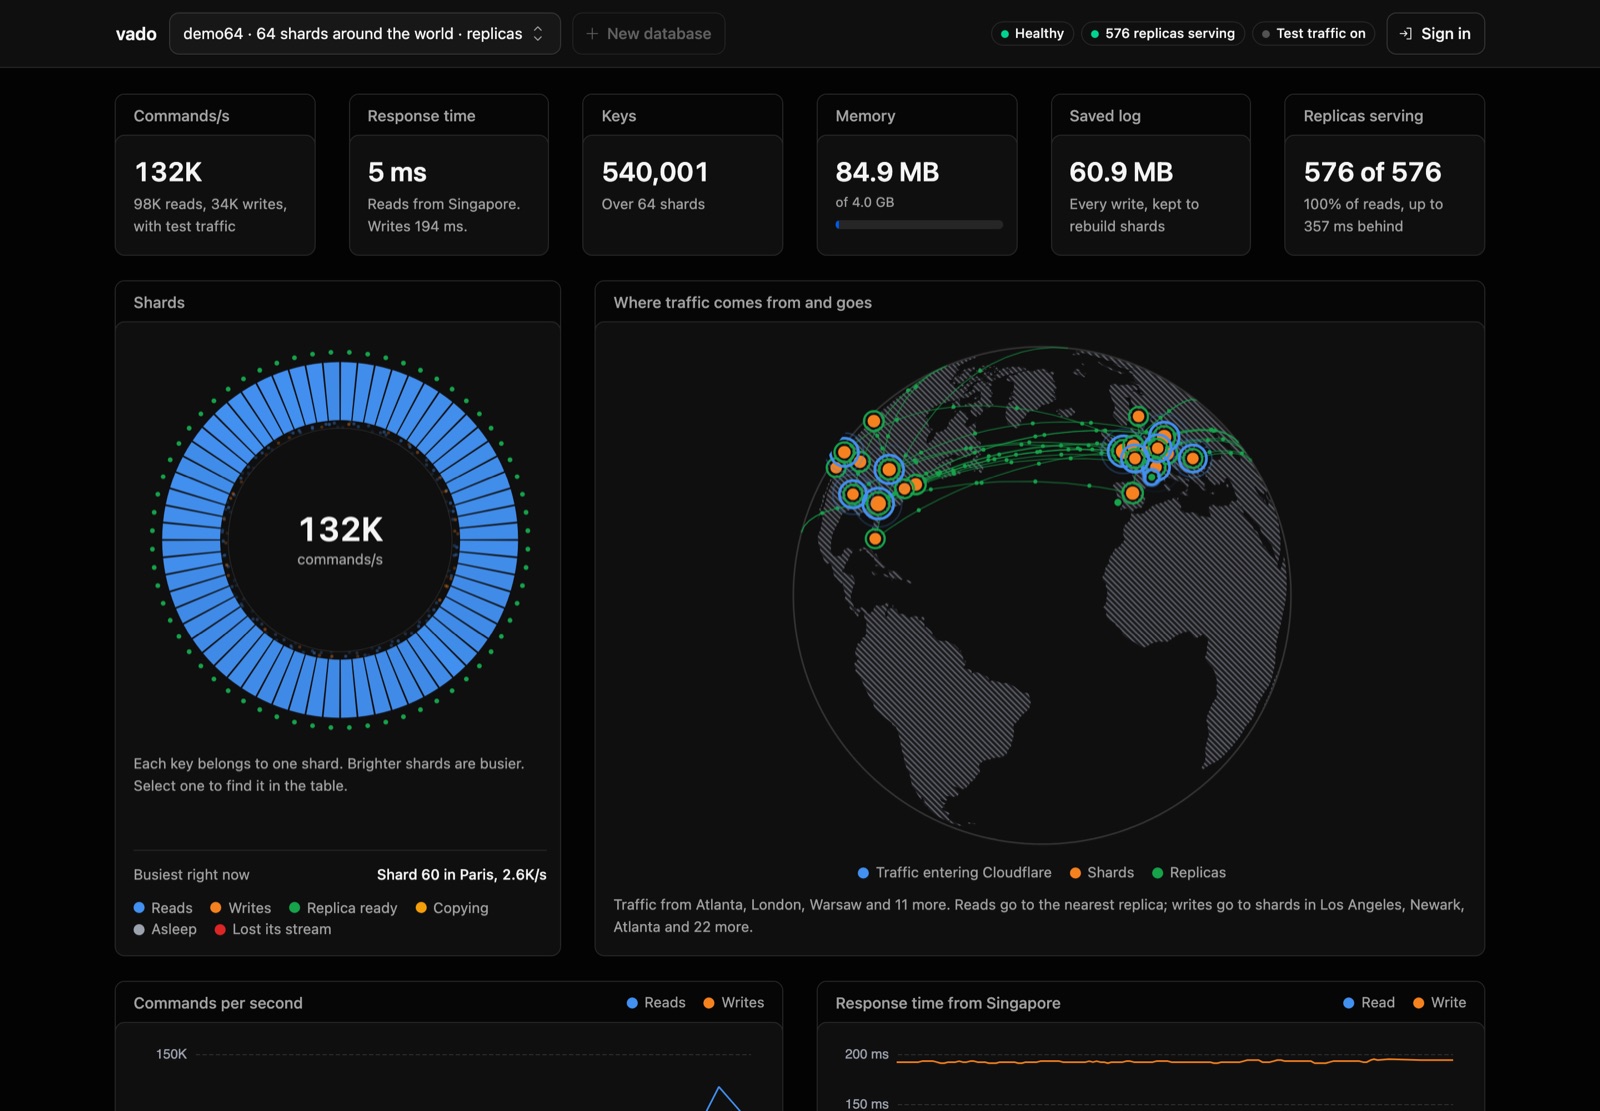 vado
demo64 · 64 shards around the world · replicas
+ New database
Healthy
576 replicas serving
Test traffic on
Sign in
Commands/s
132K
98K reads, 34K writes,
with test traffic
Response time
5 ms
Reads from Singapore.
Writes 194 ms.
Keys
540,001
Over 64 shards
Memory
84.9 MB
of 4.0 GB
Saved log
60.9 MB
Every write, kept to
rebuild shards
Replicas serving
576 of 576
100% of reads, up to
357 ms behind
Shards
132K
commands/s
Each key belongs to one shard. Brighter shards are busier.
Select one to find it in the table.
Busiest right now
Shard 60 in Paris, 2.6K/s
Reads
Writes
Replica ready
Copying
Asleep
Lost its stream
Where traffic comes from and goes
Traffic entering Cloudflare
Shards
Replicas
Traffic from Atlanta, London, Warsaw and 11 more. Reads go to the nearest replica; writes go to shards in Los Angeles, Newark,
Atlanta and 22 more.
Commands per second
Reads
Writes
150K
Response time from Singapore
Read
Write
200 ms
150 ms